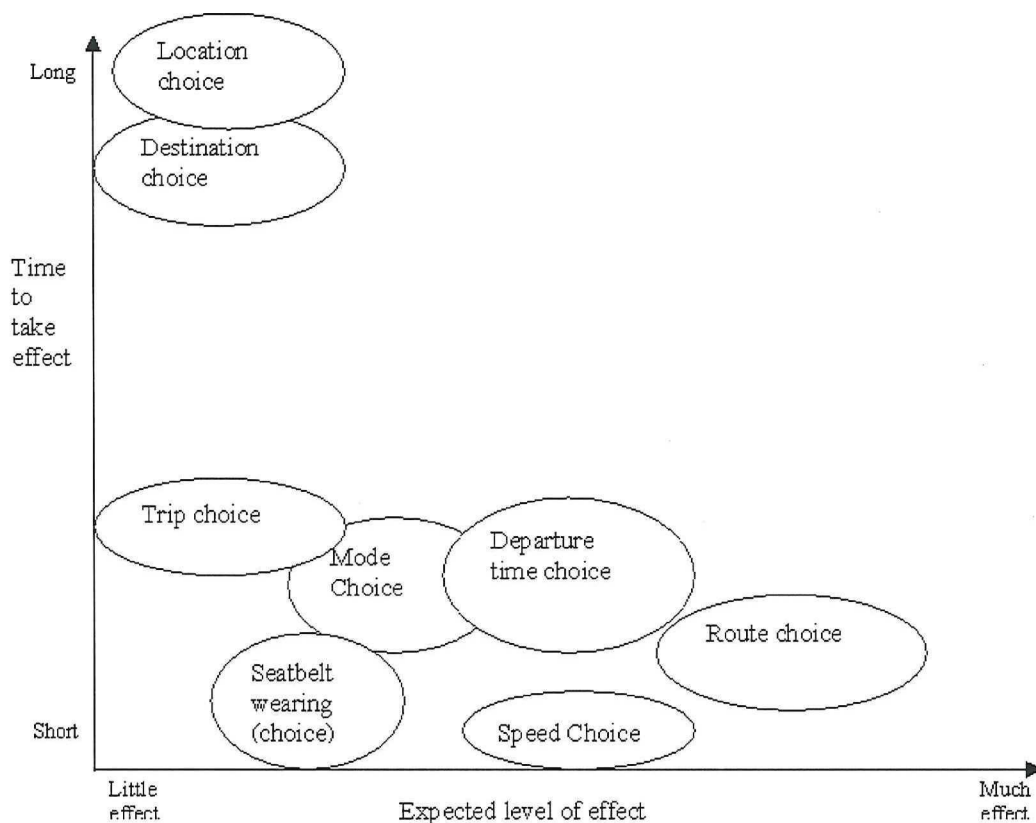 Long
Location
choice
Destination
choice
Time
to
take
effect
Trip choice
Mode
Choice
Departure
time choice
Route choice
Seatbelt
wearing
(choice)
Speed Choice
Short
Little
effect
Expected level of effect
Much
effect